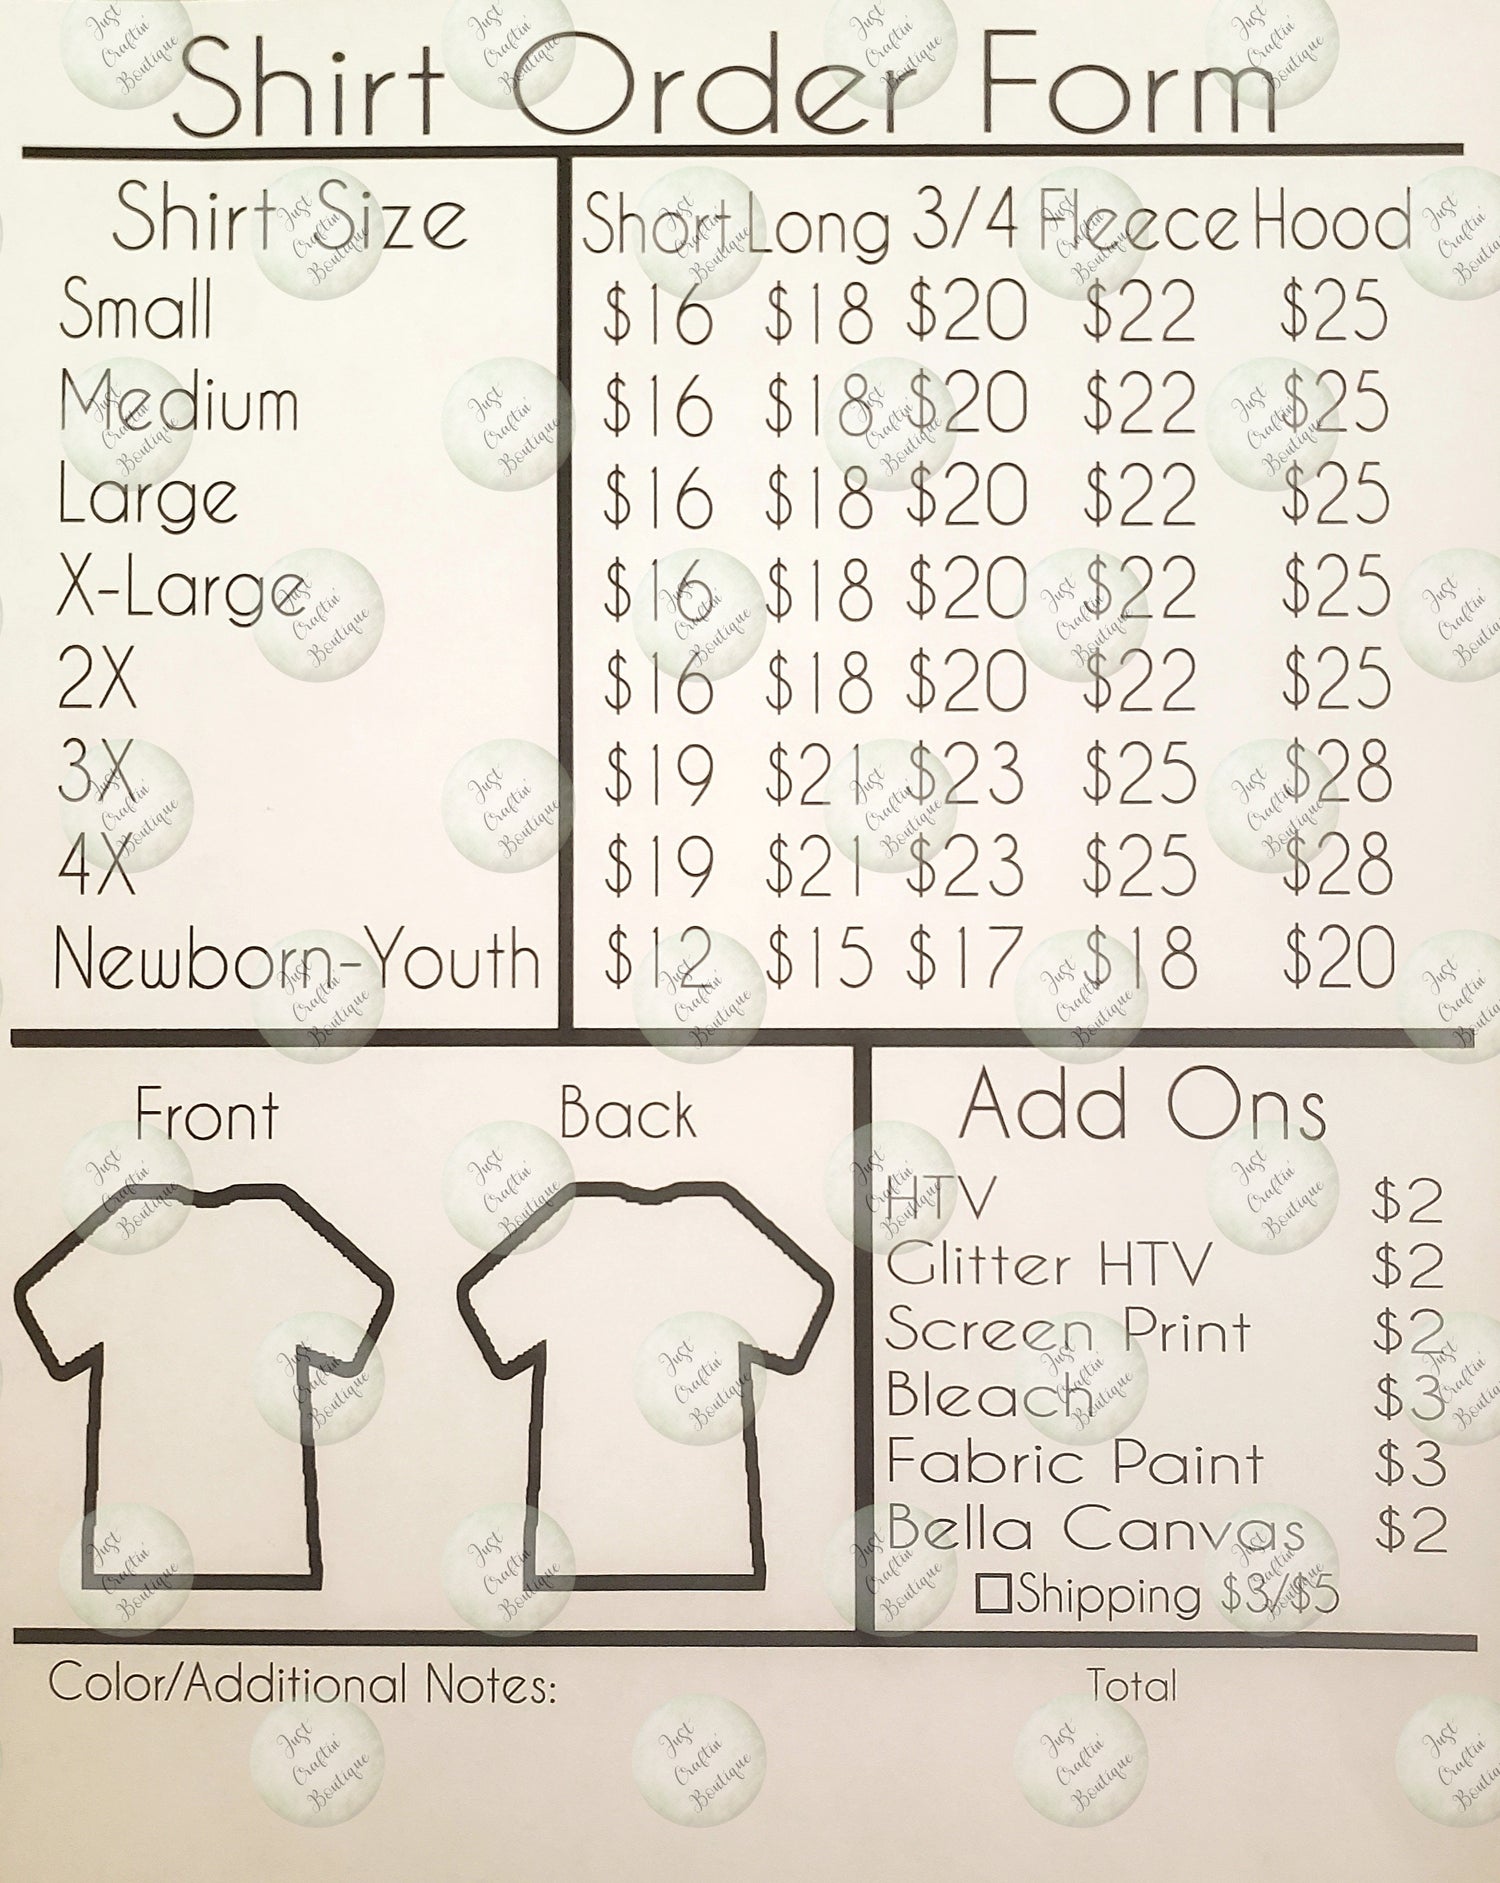 Shirt Order Form
Shirt Size Short Long 3/4 Fleece Hood
Small $16 $18 $20 $22 $25
Medium $16 $18 $20 $22 $25
Large $16 $18 $20 $22 $25
X-Large $16 $18 $20 $22 $25
2X $16 $18 $20 $22 $25
3X $19 $21 $23 $25 $28
4X $19 $21 $23 $25 $28
Newborn-Youth $12 $15 $17 $18 $20
Front Back
Add Ons
HTV $2
Glitter HTV $2
Screen Print $2
Bleach $3
Fabric Paint $3
Bella Canvas $2
Shipping $3/$5
Color/Additional Notes:
Total
Just
Craftin'
Boutique